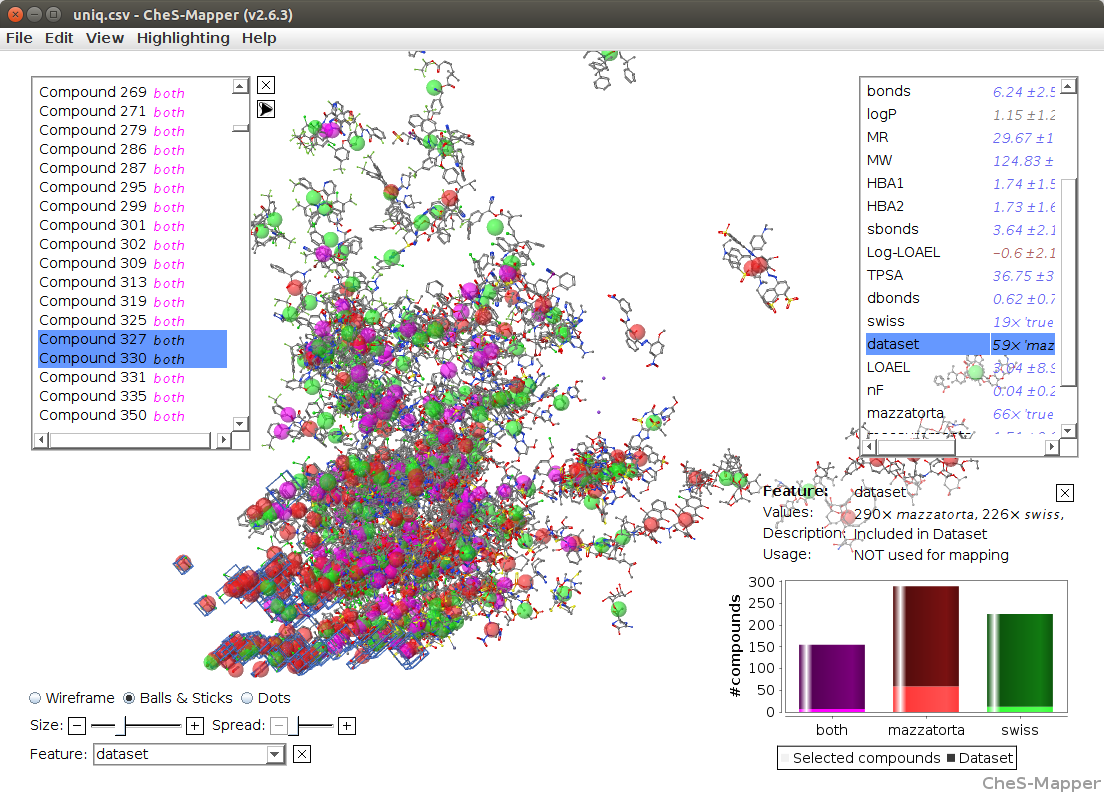 uniq.csv - CheS-Mapper (v2.6.3)
File Edit View Highlighting Help
Compound 269 both
Compound 271 both
Compound 279 both
Compound 286 both
Compound 287 both
Compound 295 both
Compound 299 both
Compound 301 both
Compound 302 both
Compound 309 both
Compound 313 both
Compound 319 both
Compound 325 both
Compound 327 both
Compound 330 both
Compound 331 both
Compound 335 both
Compound 350 both
bonds 6.24 ±2.5
logP 1.15 ±1.2
MR 29.67 ±1
MW 124.83 ±
HBA1 1.74 ±1.5
HBA2 1.73 ±1.6
sbonds 3.64 ±2.1
Log-LOAEL -0.6 ±2.1
TPSA 36.75 ±3
dbonds 0.62 ±0.7
swiss 19× 'true
dataset 59× 'maz
LOAEL 3.04 ±8.9
nF 0.04 ±0.2
mazzatorta 66× 'true
Feature: dataset
Values: 290× mazzatorta, 226× swiss,
Description: Included in Dataset
Usage: NOT used for mapping
#compounds
300
250
200
150
100
50
0
both mazzatorta swiss
Selected compounds Dataset
Wireframe Balls & Sticks Dots
Size: Spread:
Feature: dataset
CheS-Mapper